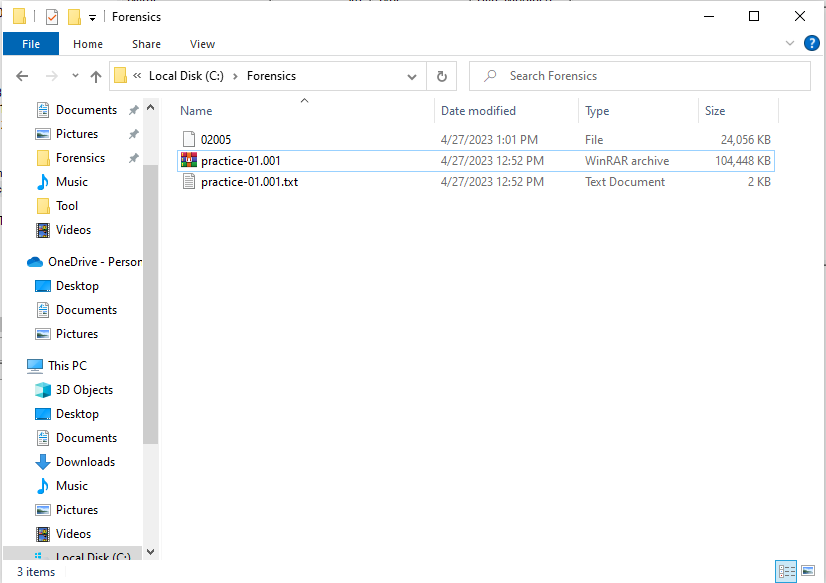 Forensics
File Home Share View
« Local Disk (C:) › Forensics Search Forensics
Name Date modified Type Size
02005 4/27/2023 1:01 PM File 24,056 KB
practice-01.001 4/27/2023 12:52 PM WinRAR archive 104,448 KB
practice-01.001.txt 4/27/2023 12:52 PM Text Document 2 KB
Documents
Pictures
Forensics
Music
Tool
Videos
OneDrive - Person
Desktop
Documents
Pictures
This PC
3D Objects
Desktop
Documents
Downloads
Music
Pictures
Videos
Local Disk (C:)
3 items